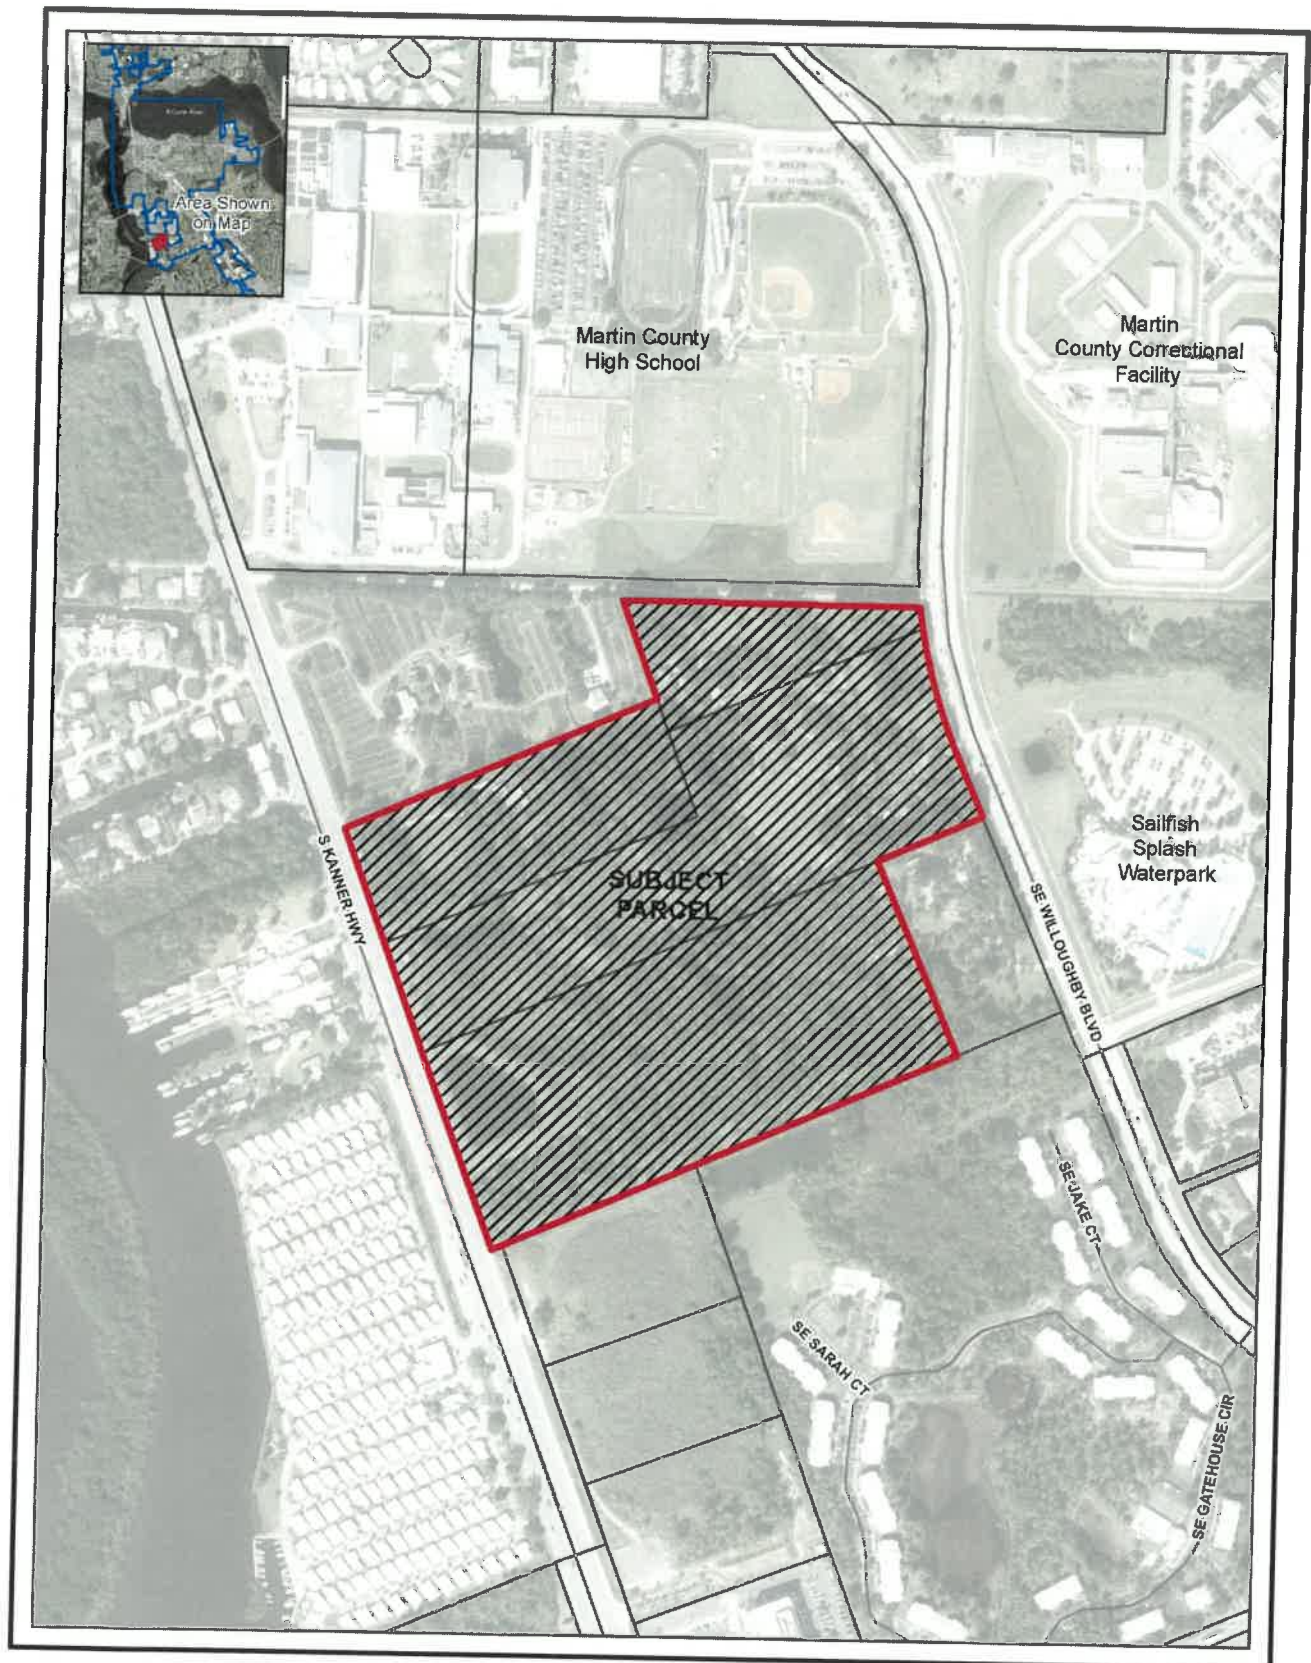 Area Shown
on Map
Martin County
High School
Martin
County Correctional
Facility
S KANNER HWY
SUBJECT
PARCEL
Sailfish
Splash
Waterpark
SE WILLOUGHBY BLVD
SE JAKE CT
SE SARAH CT
SE GATEHOUSE CIR